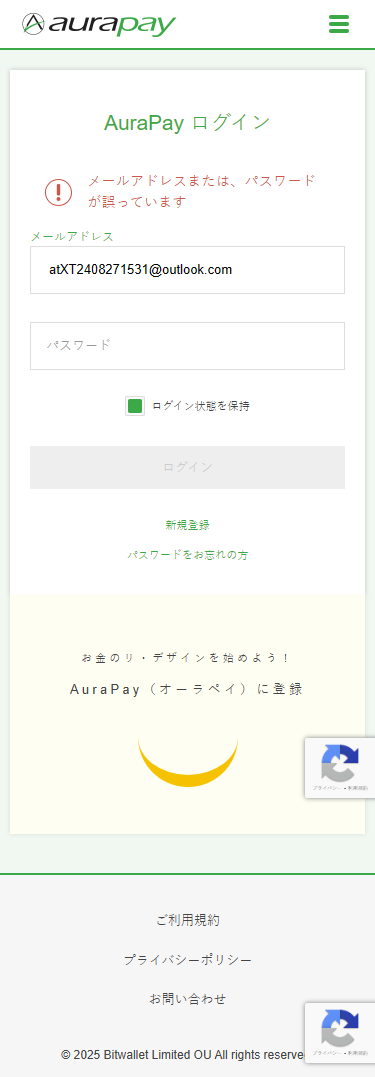 aurapay
AuraPay ログイン
メールアドレスまたは、パスワード
が誤っています
メールアドレス
atXT2408271531@outlook.com
パスワード
ログイン状態を保持
ログイン
新規登録
パスワードをお忘れの方
お金のリ・デザインを始めよう！
AuraPay（オーラペイ）に登録
プライバシー - 利用規約
ご利用規約
プライバシーポリシー
お問い合わせ
© 2025 Bitwallet Limited OU All rights reserve
プライバシー - 利用規約